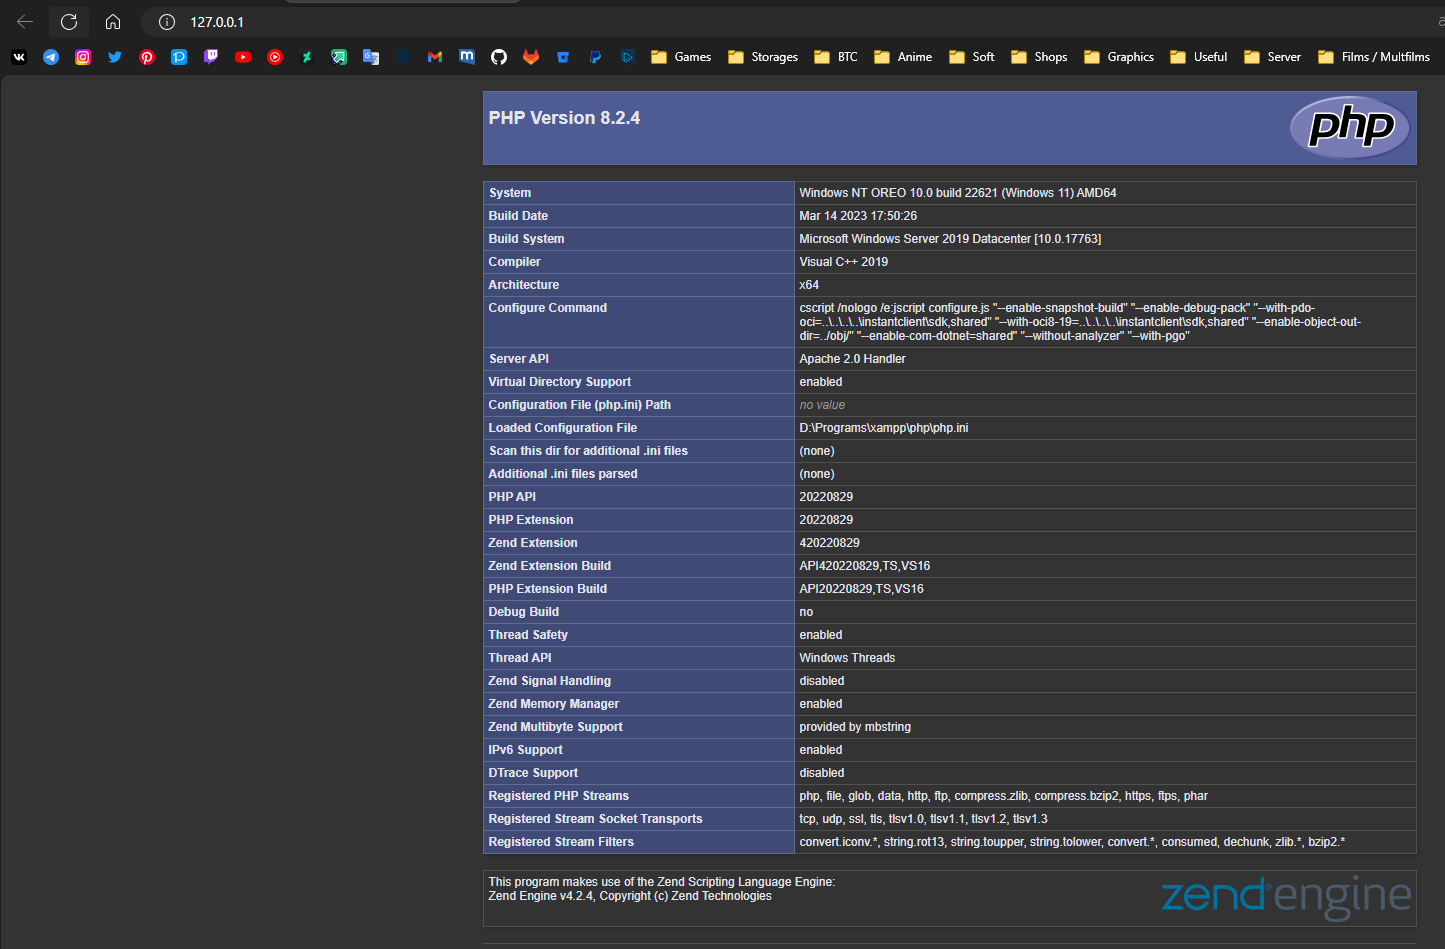 127.0.0.1
Games Storages BTC Anime Soft Shops Graphics Useful Server Films / Multfilms
PHP Version 8.2.4
php
System Windows NT OREO 10.0 build 22621 (Windows 11) AMD64
Build Date Mar 14 2023 17:50:26
Build System Microsoft Windows Server 2019 Datacenter [10.0.17763]
Compiler Visual C++ 2019
Architecture x64
Configure Command cscript /nologo /e:jscript configure.js "--enable-snapshot-build" "--enable-debug-pack" "--with-pdo-
oci=..\..\..\..\instantclient\sdk,shared" "--with-oci8-19=..\..\..\..\instantclient\sdk,shared" "--enable-object-out-
dir=../obj/" "--enable-com-dotnet=shared" "--without-analyzer" "--with-pgo"
Server API Apache 2.0 Handler
Virtual Directory Support enabled
Configuration File (php.ini) Path no value
Loaded Configuration File D:\Programs\xampp\php\php.ini
Scan this dir for additional .ini files (none)
Additional .ini files parsed (none)
PHP API 20220829
PHP Extension 20220829
Zend Extension 420220829
Zend Extension Build API420220829,TS,VS16
PHP Extension Build API20220829,TS,VS16
Debug Build no
Thread Safety enabled
Thread API Windows Threads
Zend Signal Handling disabled
Zend Memory Manager enabled
Zend Multibyte Support provided by mbstring
IPv6 Support enabled
DTrace Support disabled
Registered PHP Streams php, file, glob, data, http, ftp, compress.zlib, compress.bzip2, https, ftps, phar
Registered Stream Socket Transports tcp, udp, ssl, tls, tlsv1.0, tlsv1.1, tlsv1.2, tlsv1.3
Registered Stream Filters convert.iconv.*, string.rot13, string.toupper, string.tolower, convert.*, consumed, dechunk, zlib.*, bzip2.*
This program makes use of the Zend Scripting Language Engine:
Zend Engine v4.2.4, Copyright (c) Zend Technologies
zend engine